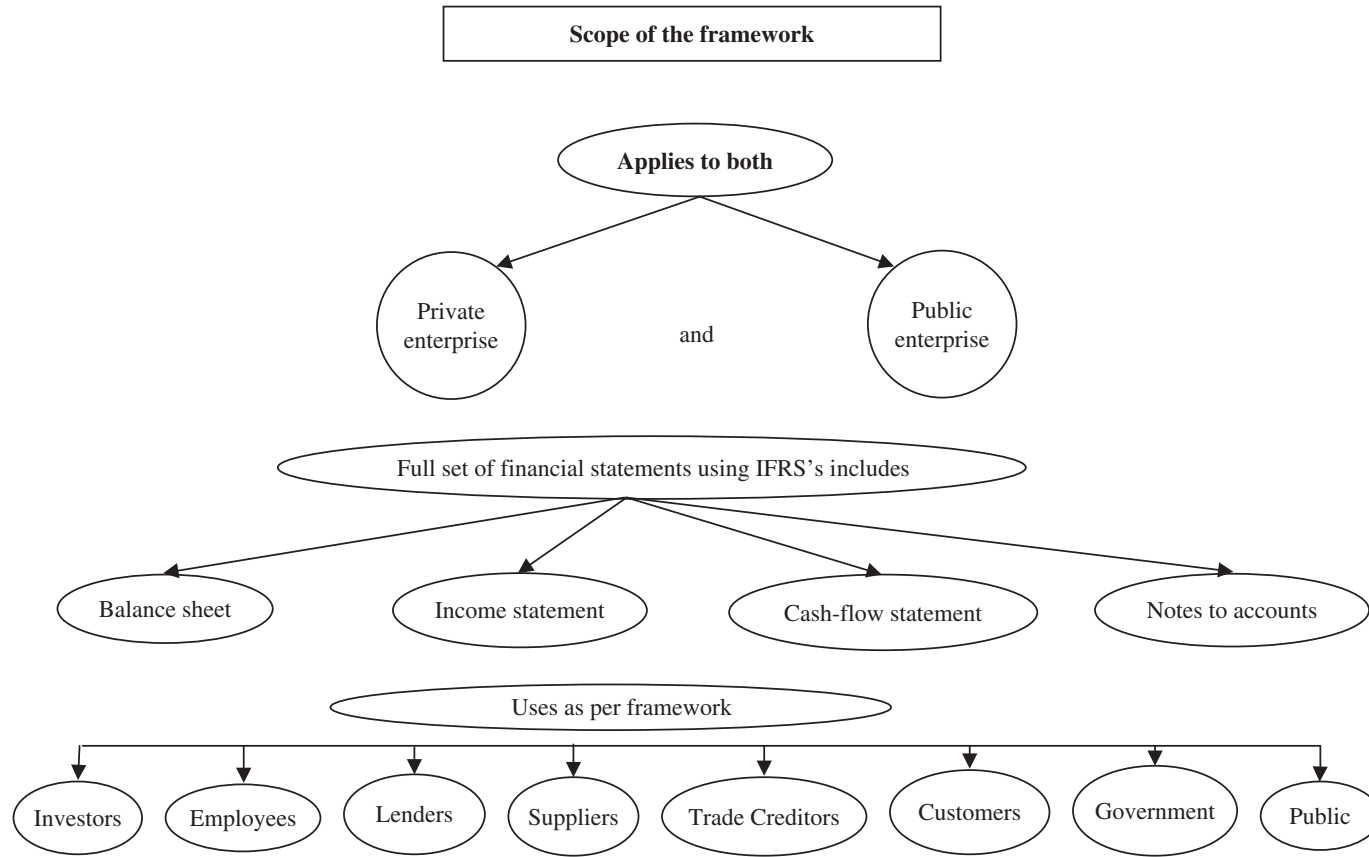 Scope of the framework
Applies to both
Private
enterprise
and
Public
enterprise
Full set of financial statements using IFRS's includes
Balance sheet
Income statement
Cash-flow statement
Notes to accounts
Uses as per framework
Investors
Employees
Lenders
Suppliers
Trade Creditors
Customers
Government
Public